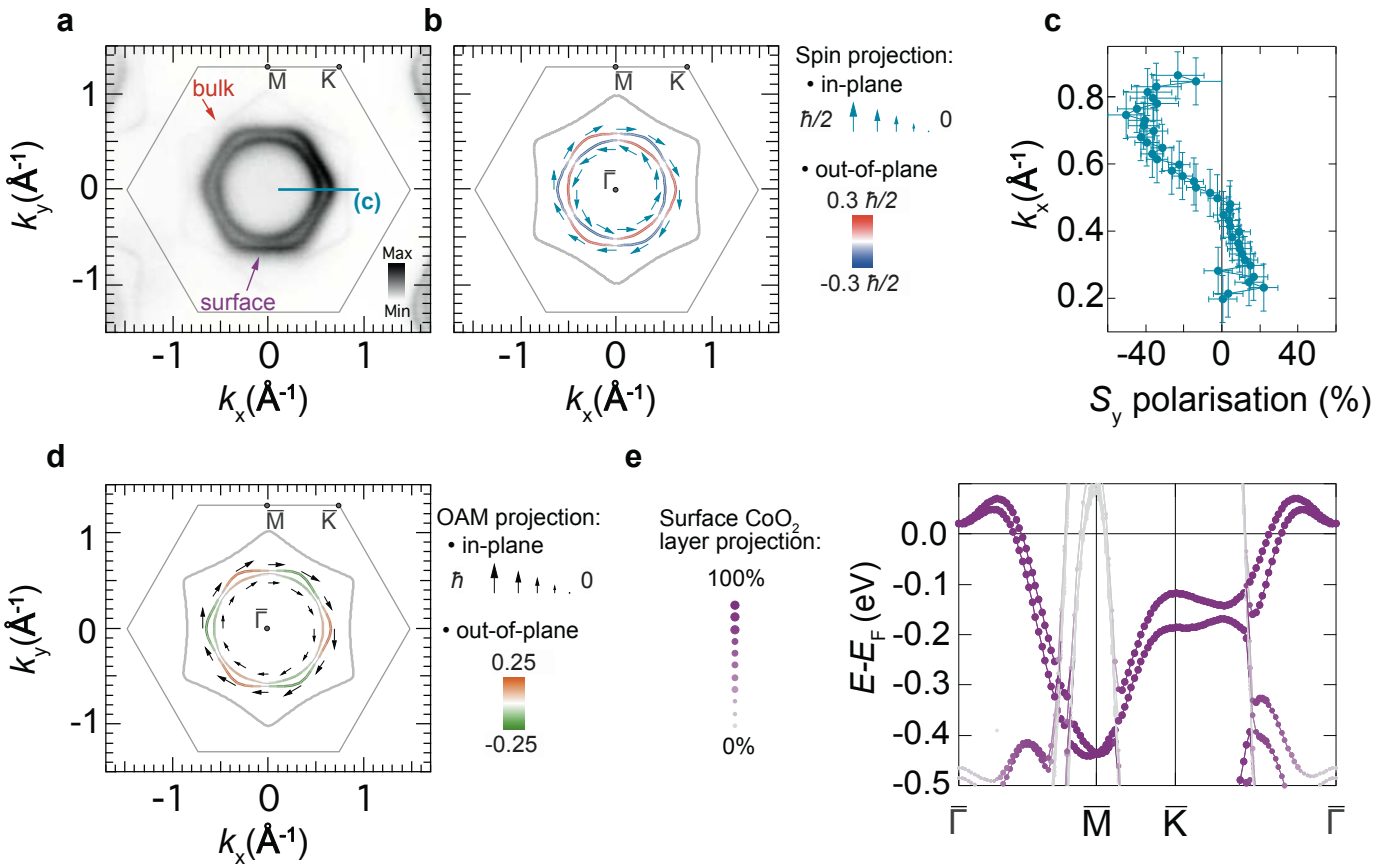 a
bulk
surface
M̅
K̅
(c)
Max
Min
1
0
-1
k_y(Å⁻¹)
-1 0 1
k_x(Å⁻¹)
b
M̅
K̅
Γ̅
1
0
-1
-1 0 1
k_x(Å⁻¹)
Spin projection:
• in-plane
ħ/2 0
• out-of-plane
0.3 ħ/2
-0.3 ħ/2
c
0.8
0.6
0.4
0.2
k_x(Å⁻¹)
-40 0 40
S_y polarisation (%)
d
M̅
K̅
Γ̅
1
0
-1
k_y(Å⁻¹)
-1 0 1
k_x(Å⁻¹)
OAM projection:
• in-plane
ħ 0
• out-of-plane
0.25
-0.25
e
Surface CoO₂
layer projection:
100%
0%
E-E_F (eV)
0.0
-0.1
-0.2
-0.3
-0.4
-0.5
Γ̅ M̅ K̅ Γ̅